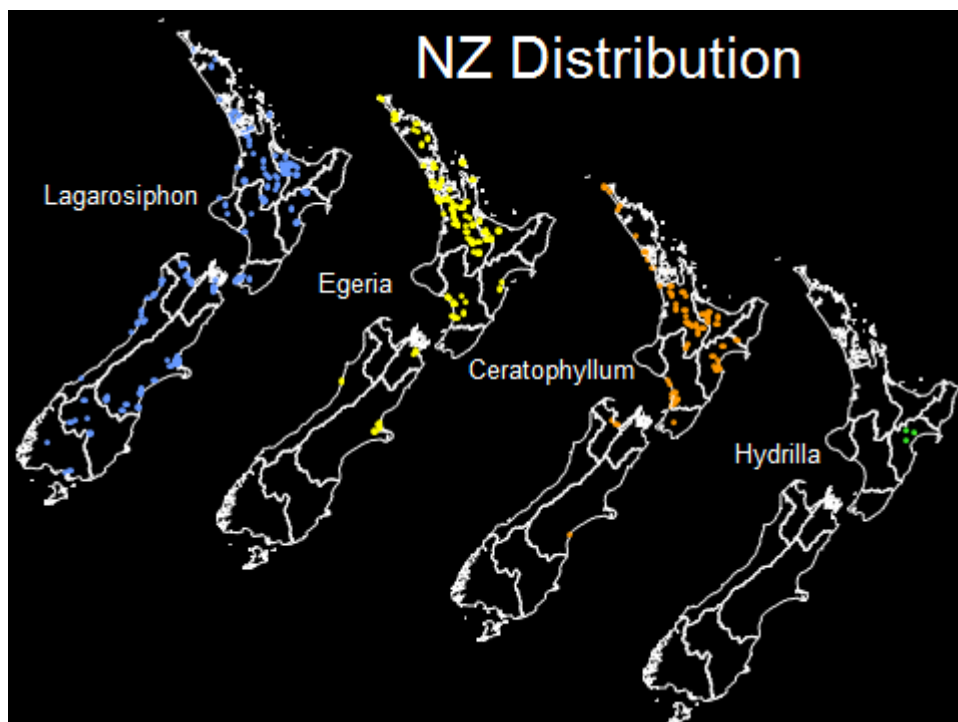 NZ Distribution
Lagarosiphon
Egeria
Ceratophyllum
Hydrilla